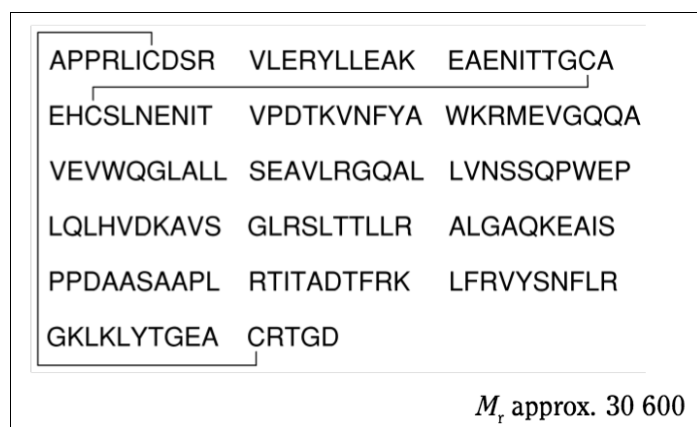 APPRLICDSR VLERYLLEAK EAENITTGCA
EHCSLNENIT VPDTKVNFYA WKRMEVGQQA
VEVWQGLALL SEAVLRGQAL LVNSSQPWEP
LQLHVDKAVS GLRSLTTLLR ALGAQKEAIS
PPDAASAAPL RTITADTFRK LFRVYSNFLR
GKLKLYTGEA CRTGD
Mr approx. 30 600